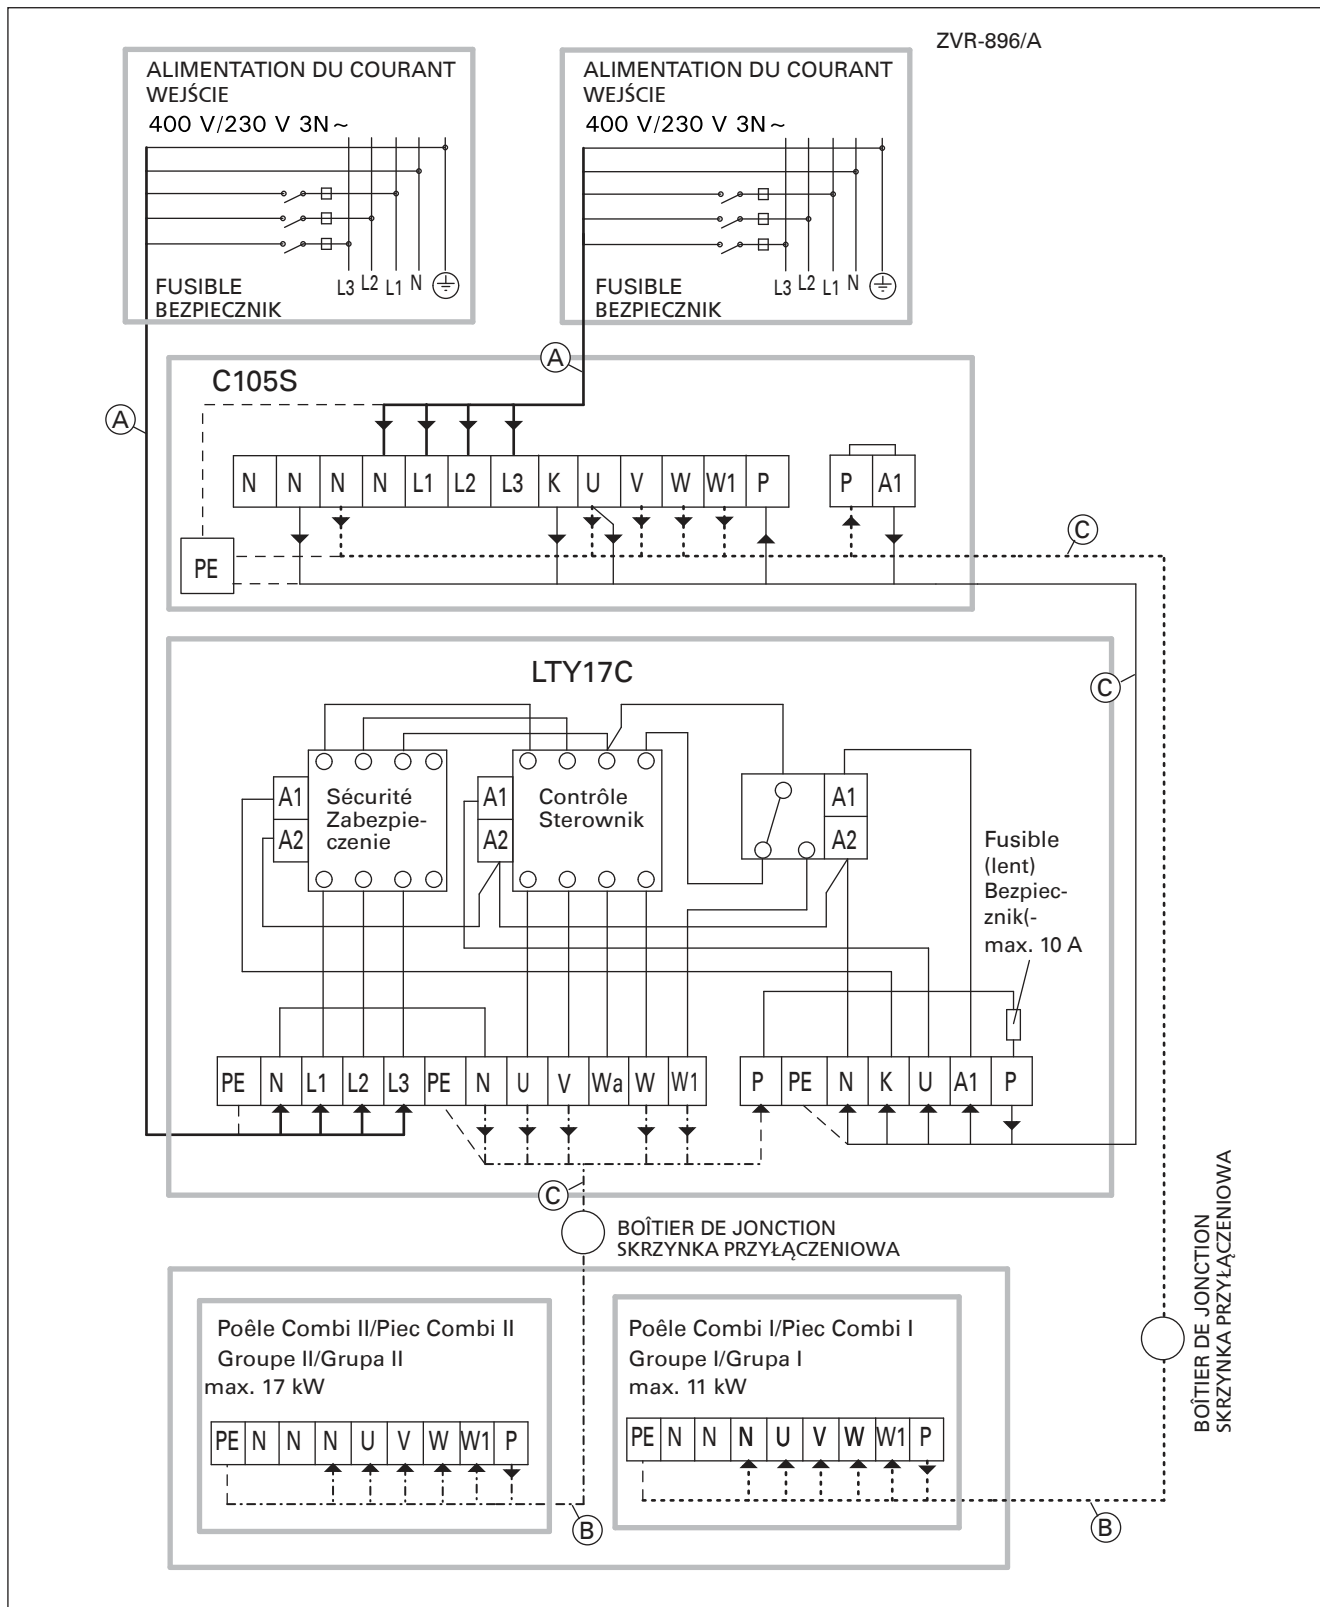 ZVR-896/A
ALIMENTATION DU COURANT
WEJŚCIE
400 V/230 V 3N~
FUSIBLE
BEZPIECZNIK
L3 L2 L1 N
ALIMENTATION DU COURANT
WEJŚCIE
400 V/230 V 3N~
FUSIBLE
BEZPIECZNIK
L3 L2 L1 N
A
A
C105S
N N N N L1 L2 L3 K U V W W1 P
P A1
PE
C
LTY17C
C
A1
A2
Sécurité
Zabezpie-
czenie
A1
A2
Contrôle
Sterownik
A1
A2
Fusible
(lent)
Bezpiec-
znik(-
max. 10 A
PE N L1 L2 L3 PE N U V Wa W W1
P PE N K U A1 P
C
BOÎTIER DE JONCTION
SKRZYNKA PRZYŁĄCZENIOWA
BOÎTIER DE JONCTION
SKRZYNKA PRZYŁĄCZENIOWA
Poêle Combi II/Piec Combi II
Groupe II/Grupa II
max. 17 kW
PE N N N U V W W1 P
B
Poêle Combi I/Piec Combi I
Groupe I/Grupa I
max. 11 kW
PE N N N U V W W1 P
B